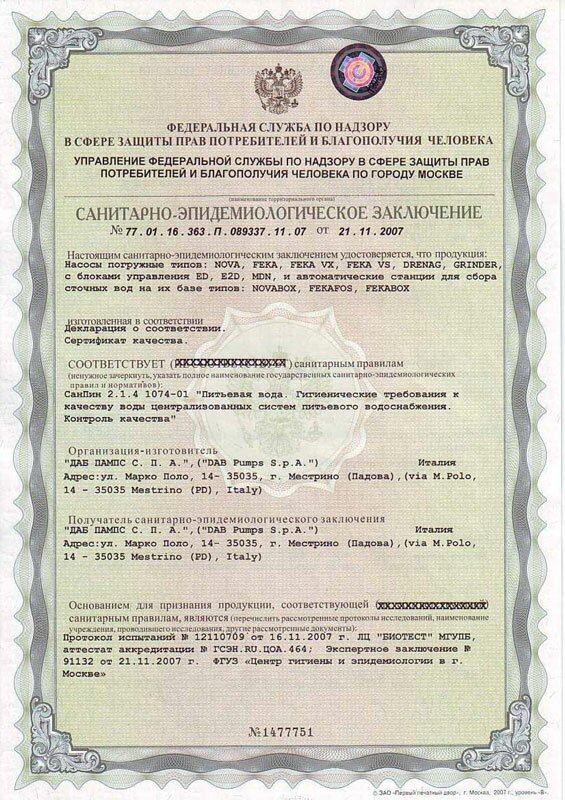 ФЕДЕРАЛЬНАЯ СЛУЖБА ПО НАДЗОРУ
В СФЕРЕ ЗАЩИТЫ ПРАВ ПОТРЕБИТЕЛЕЙ И БЛАГОПОЛУЧИЯ ЧЕЛОВЕКА
УПРАВЛЕНИЕ ФЕДЕРАЛЬНОЙ СЛУЖБЫ ПО НАДЗОРУ В СФЕРЕ ЗАЩИТЫ ПРАВ
ПОТРЕБИТЕЛЕЙ И БЛАГОПОЛУЧИЯ ЧЕЛОВЕКА ПО ГОРОДУ МОСКВЕ
(наименование территориального органа)
САНИТАРНО-ЭПИДЕМИОЛОГИЧЕСКОЕ ЗАКЛЮЧЕНИЕ
№ 77.01.16.363.П.089337.11.07 от 21.11.2007
Настоящим санитарно-эпидемиологическим заключением удостоверяется, что продукция:
Насосы погружные типов: NOVA, FEKA, FEKA VX, FEKA VS, DRENAG, GRINDER,
с блоками управления ED, E2D, MDN, и автоматические станции для сбора
сточных вод на их базе типов: NOVABOX, FEKAFOS, FEKABOX
изготовленная в соответствии
Декларация о соответствии.
Сертификат качества.
СООТВЕТСТВУЕТ ( ) санитарным правилам
(ненужное зачеркнуть, указать полное наименование государственных санитарно-эпидемиологических
правил и нормативов):
СанПин 2.1.4 1074-01 "Питьевая вода. Гигиенические требования к
качеству воды централизованных систем питьевого водоснабжения.
Контроль качества"
Организация-изготовитель
"ДАБ ПАМПС С. П. А.",("DAB Pumps S.p.A.") Италия
Адрес:ул. Марко Поло, 14- 35035, г. Местрино (Падова),(via M.Polo,
14 - 35035 Mestrino (PD), Italy)
Получатель санитарно-эпидемиологического заключения
"ДАБ ПАМПС С. П. А.",("DAB Pumps S.p.A.") Италия
Адрес:ул. Марко Поло, 14- 35035, г. Местрино (Падова),(via M.Polo,
14 - 35035 Mestrino (PD), Italy)
Основанием для признания продукции, соответствующей ( )
санитарным правилам, являются (перечислить рассмотренные протоколы исследований, наименование
учреждения, проводившего исследования, другие рассмотренные документы):
Протокол испытаний № 12110709 от 16.11.2007 г. ЛЦ "БИОТЕСТ" МГУПБ,
аттестат аккредитации № ГСЭН.RU.ЦОА.464; Экспертное заключение №
91132 от 21.11.2007 г. ФГУЗ «Центр гигиены и эпидемиологии в г.
Москве»
№1477751
© ЗАО «Первый печатный двор», г. Москва, 2007 г., уровень «В».